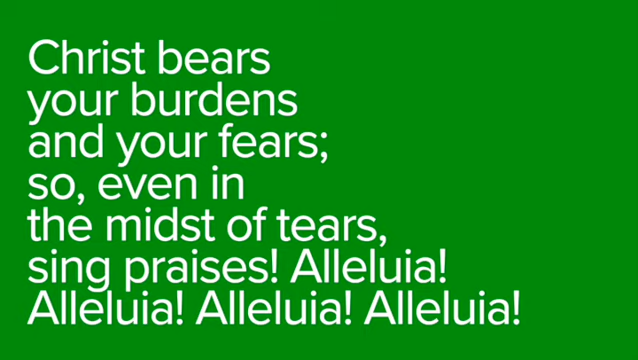 Christ bears
your burdens
and your fears;
so, even in
the midst of tears,
sing praises! Alleluia!
Alleluia! Alleluia! Alleluia!